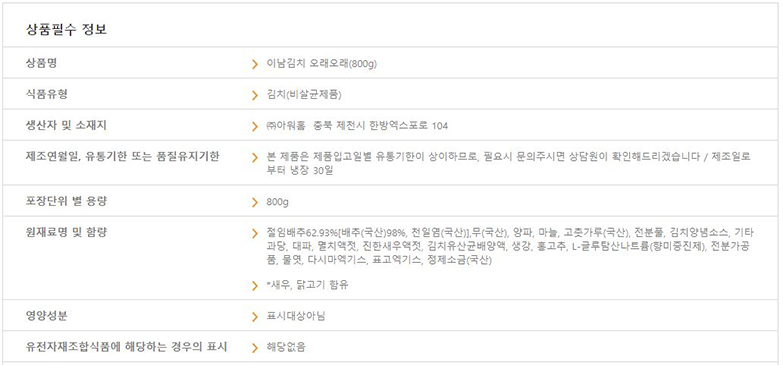 상품필수 정보
상품명
이남김치 오래오래(800g)
식품유형
김치(비살균제품)
생산자 및 소재지
㈜아워홈 충북 제천시 한방엑스포로 104
제조연월일, 유통기한 또는 품질유지기한
본 제품은 제품입고일별 유통기한이 상이하므로, 필요시 문의주시면 상담원이 확인해드리겠습니다 / 제조일로
부터 냉장 30일
포장단위 별 용량
800g
원재료명 및 함량
절임배추62.93%[배추(국산)98%, 천일염(국산)],무(국산), 양파, 마늘, 고춧가루(국산), 전분풀, 김치양념소스, 기타
과당, 대파, 멸치액젓, 진한새우액젓, 김치유산균배양액, 생강, 홍고추, L-글루탐산나트륨(향미증진제), 전분가공
품, 물엿, 다시마엑기스, 표고엑기스, 정제소금(국산)
*새우, 닭고기 함유
영양성분
표시대상아님
유전자재조합식품에 해당하는 경우의 표시
해당없음